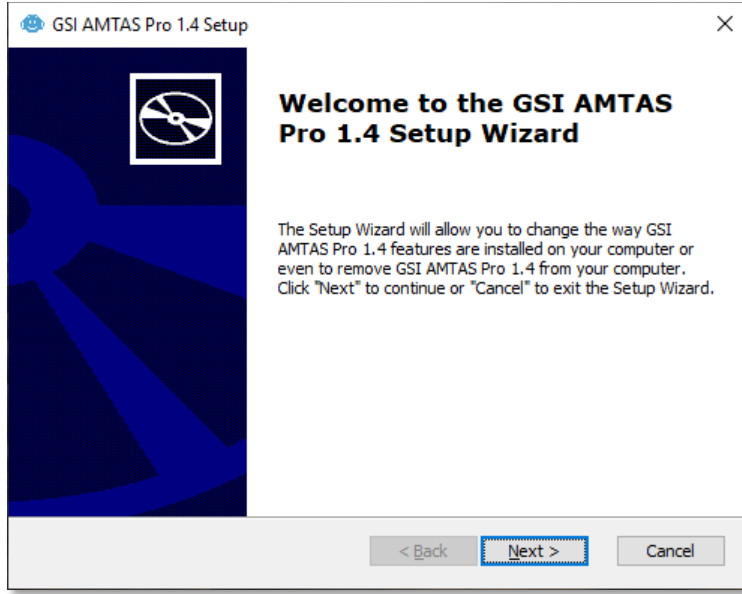 GSI AMTAS Pro 1.4 Setup
Welcome to the GSI AMTAS
Pro 1.4 Setup Wizard
The Setup Wizard will allow you to change the way GSI
AMTAS Pro 1.4 features are installed on your computer or
even to remove GSI AMTAS Pro 1.4 from your computer.
Click "Next" to continue or "Cancel" to exit the Setup Wizard.
< Back Next > Cancel